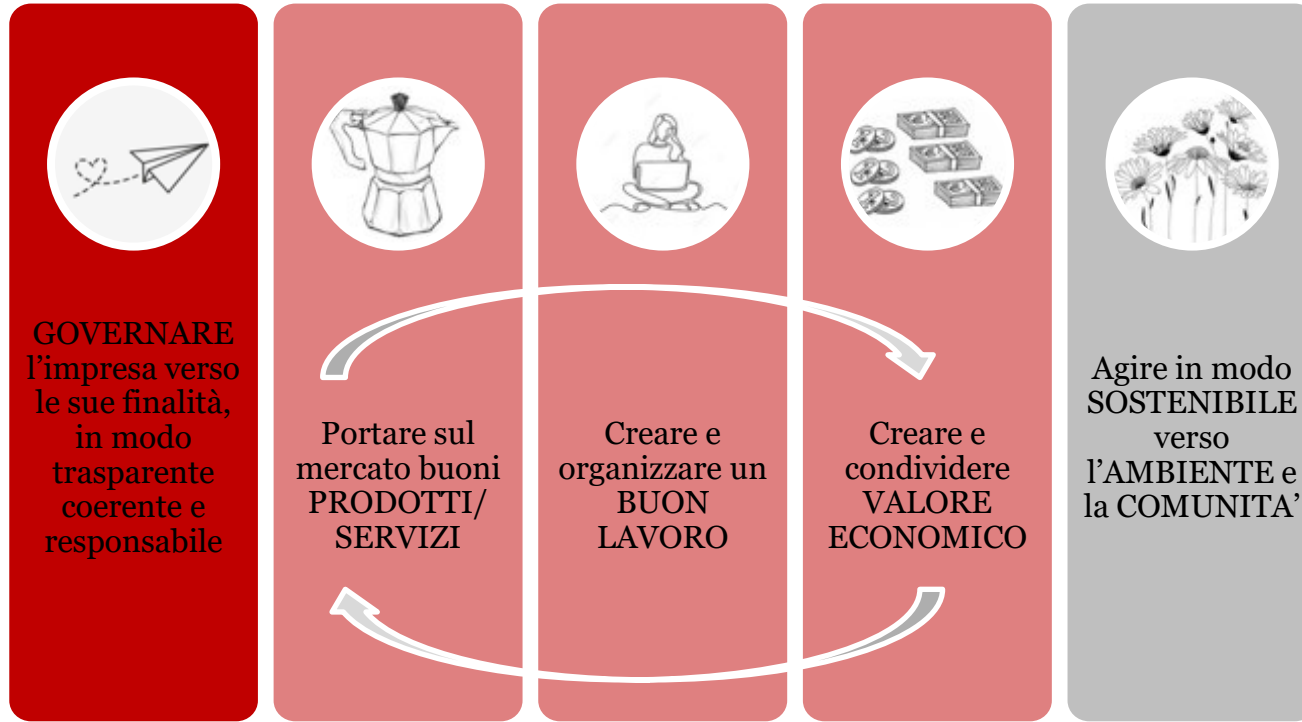 GOVERNARE
l’impresa verso
le sue finalità,
in modo
trasparente
coerente e
responsabile
Portare sul
mercato buoni
PRODOTTI/
SERVIZI
Creare e
organizzare un
BUON
LAVORO
Creare e
condividere
VALORE
ECONOMICO
Agire in modo
SOSTENIBILE
verso
l’AMBIENTE e
la COMUNITA’